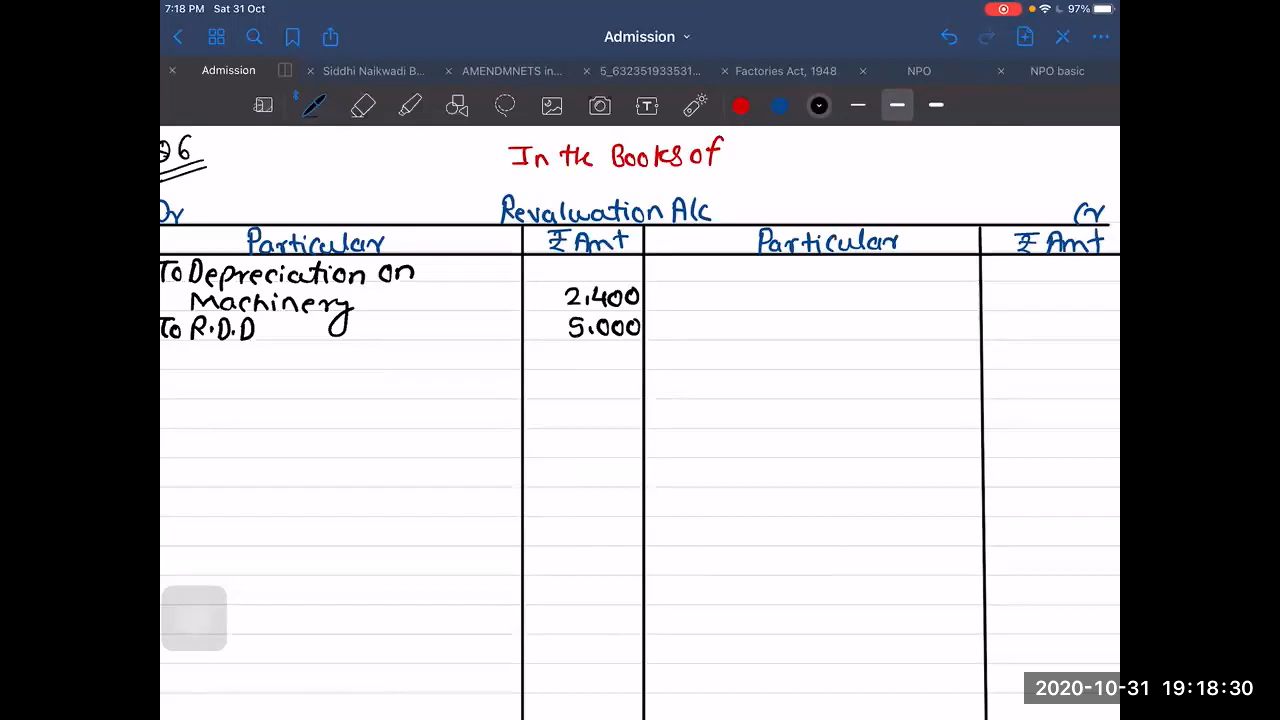 7:18 PM Sat 31 Oct 97%
Admission
Admission Siddhi Naikwadi B... AMENDMNETS in... 5_632351933531... Factories Act, 1948 NPO NPO basic
6
In the Books of
Dr Revaluation A/c Cr
Particular ₹ Amt Particular ₹ Amt
To Depreciation on
Machinery 2,400
To R.D.D 5,000
2020-10-31 19:18:30